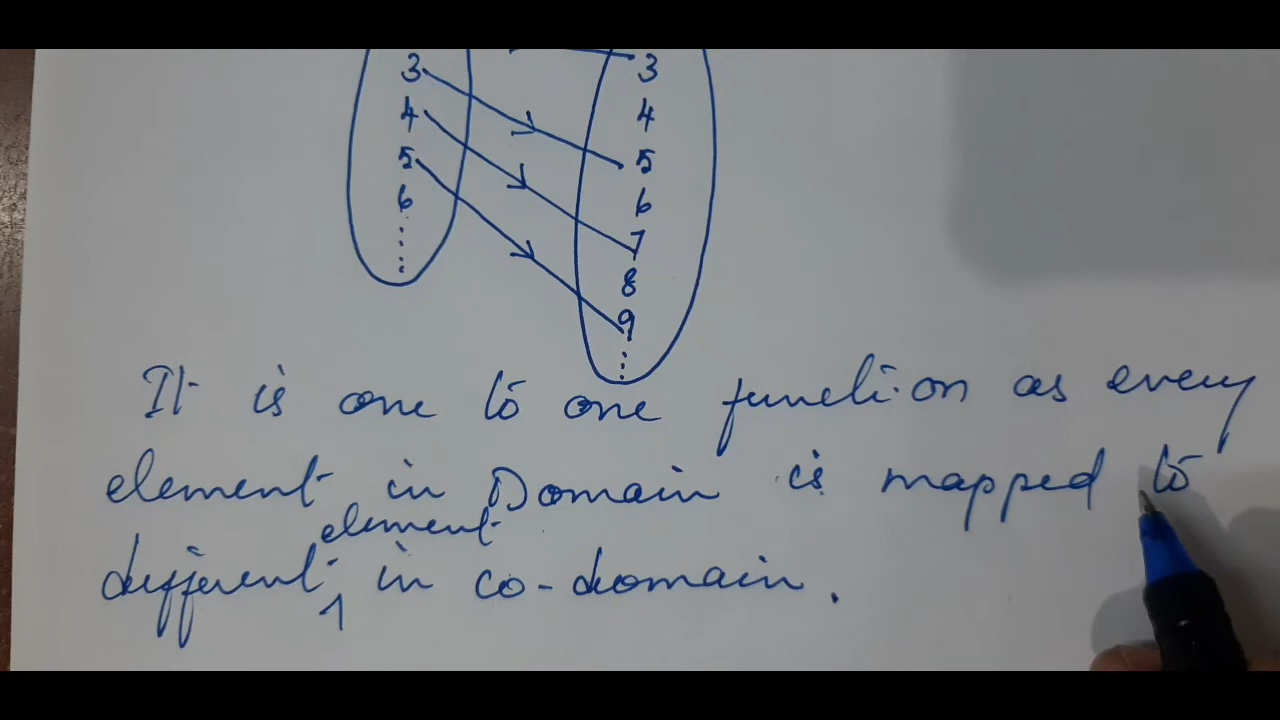 3 3
4 4
5 5
6 6
7
8
9
It is one to one function as every
element in Domain is mapped to
element
different in co-domain.